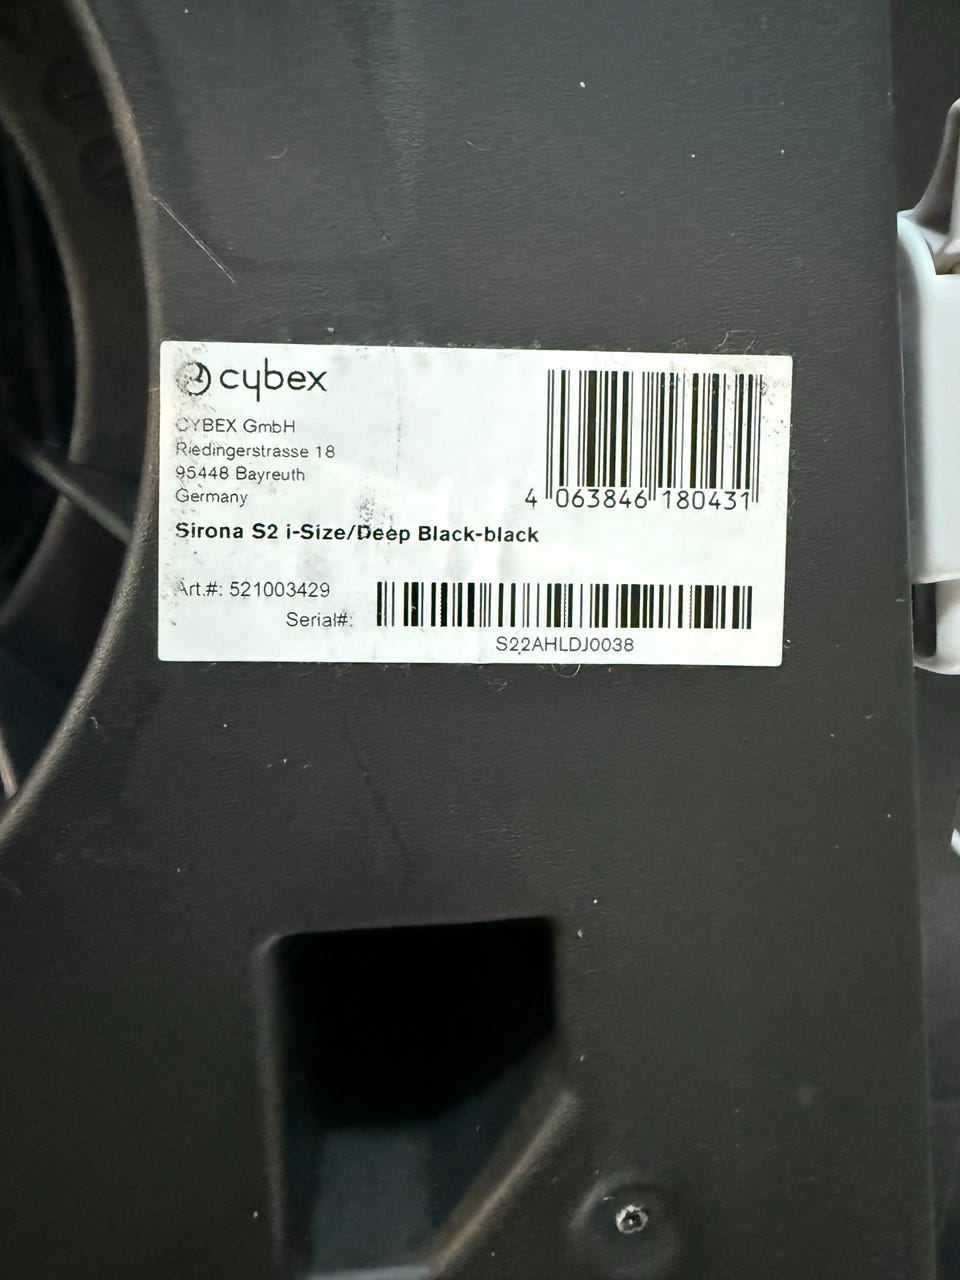 cybex
CYBEX GmbH
Riedingerstrasse 18
95448 Bayreuth
Germany
4 063846 180431
Sirona S2 i-Size/Deep Black-black
Art.#: 521003429
Serial#:
S22AHLDJ0038